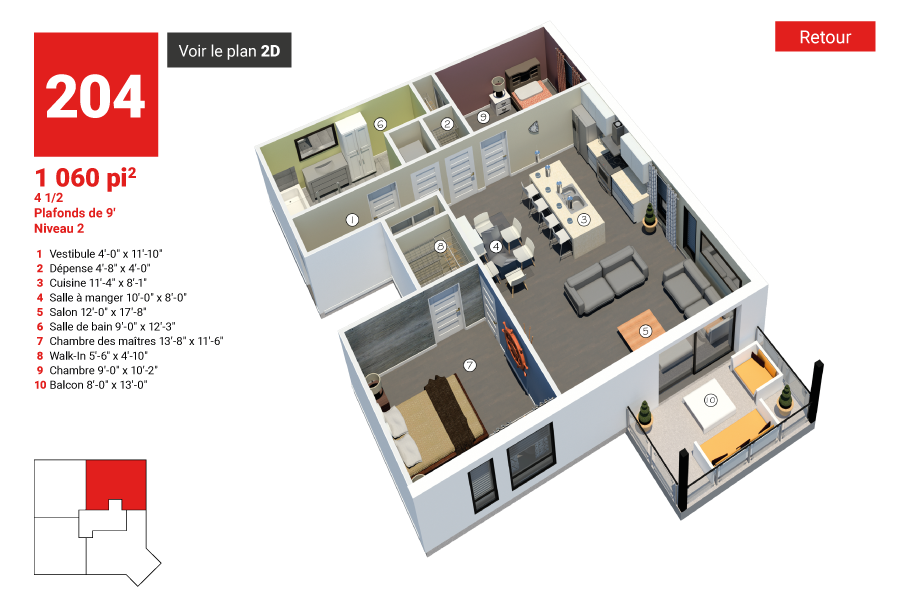 204
Voir le plan 2D
Retour
1 060 pi²
4 1/2
Plafonds de 9'
Niveau 2
1 Vestibule 4'-0" x 11'-10"
2 Dépense 4'-8" x 4'-0"
3 Cuisine 11'-4" x 8'-1"
4 Salle à manger 10'-0" x 8'-0"
5 Salon 12'-0" x 17'-8"
6 Salle de bain 9'-0" x 12'-3"
7 Chambre des maîtres 13'-8" x 11'-6"
8 Walk-In 5'-6" x 4'-10"
9 Chambre 9'-0" x 10'-2"
10 Balcon 8'-0" x 13'-0"
9
6
2
1
3
8
4
5
7
10